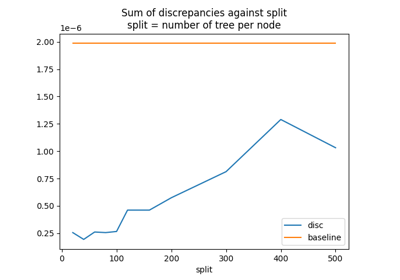 Sum of discrepancies against split
split = number of tree per node
1e−6
2.00
1.75
1.50
1.25
1.00
0.75
0.50
0.25
0 100 200 300 400 500
split
disc
baseline